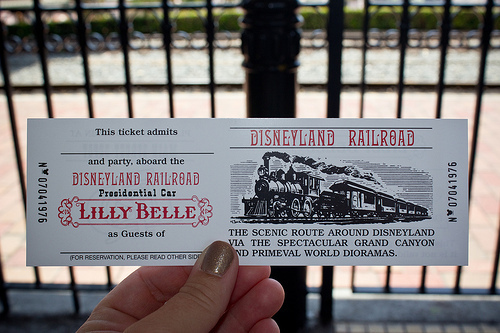 This ticket admits
and party, aboard the
DISNEYLAND RAILROAD
Presidential Car
LILLY BELLE
as Guests of
(FOR RESERVATION, PLEASE READ OTHER SIDE
Nº 07041976
DISNEYLAND RAILROAD
THE SCENIC ROUTE AROUND DISNEYLAND
VIA THE SPECTACULAR GRAND CANYON
AND PRIMEVAL WORLD DIORAMAS.
Nº 07041976